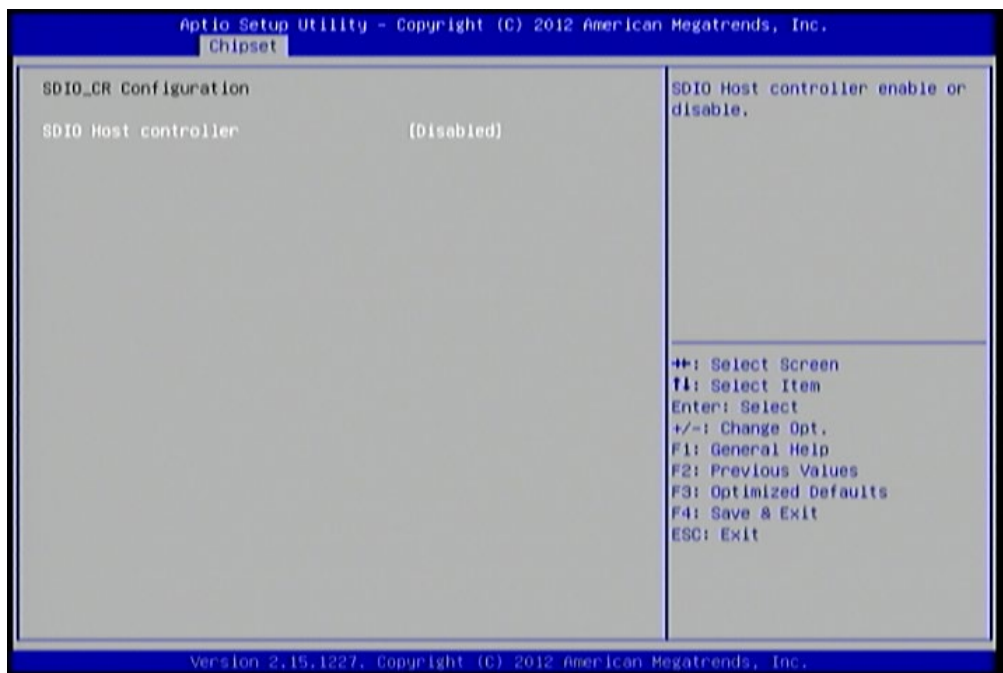 Aptio Setup Utility - Copyright (C) 2012 American Megatrends, Inc.
Chipset
SDIO_CR Configuration
SDIO Host controller [Disabled]
SDIO Host controller enable or
disable.
→←: Select Screen
↑↓: Select Item
Enter: Select
+/-: Change Opt.
F1: General Help
F2: Previous Values
F3: Optimized Defaults
F4: Save & Exit
ESC: Exit
Version 2.15.1227. Copyright (C) 2012 American Megatrends, Inc.